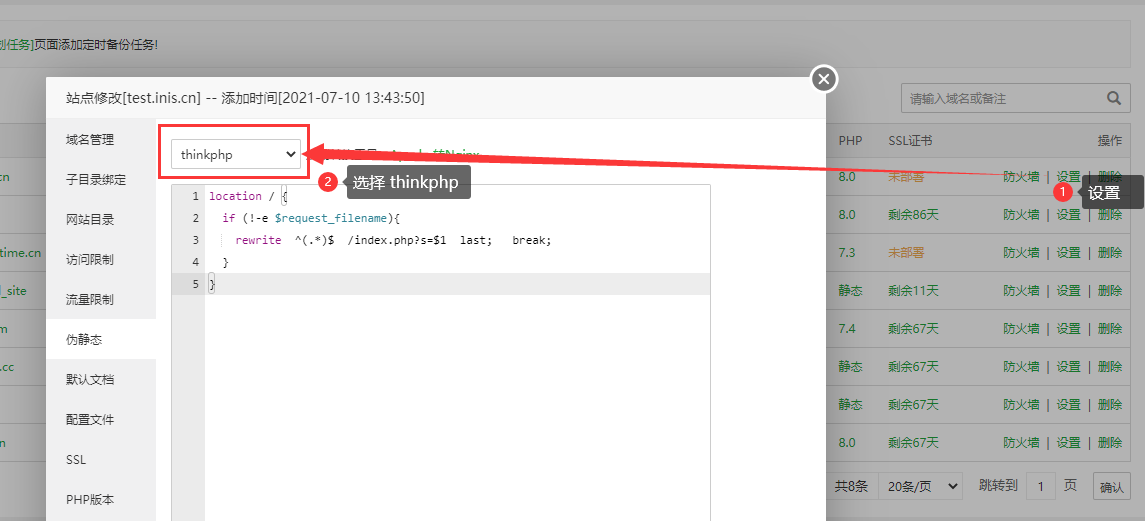 划任务]页面添加定时备份任务!
站点修改[test.inis.cn] -- 添加时间[2021-07-10 13:43:50]
请输入域名或备注
域名管理
子目录绑定
网站目录
访问限制
流量限制
伪静态
默认文档
配置文件
SSL
PHP版本
thinkphp
2 选择 thinkphp
1 location / {
2 if (!-e $request_filename){
3 rewrite ^(.*)$ /index.php?s=$1 last; break;
4 }
5 }
PHP SSL证书 操作
cn 8.0 未部署 防火墙 | 设置 | 删除
1 设置
8.0 剩余86天 防火墙 | 设置 | 删除
time.cn 7.3 未部署 防火墙 | 设置 | 删除
l_site 静态 剩余11天 防火墙 | 设置 | 删除
m 7.4 剩余67天 防火墙 | 设置 | 删除
.cc 静态 剩余67天 防火墙 | 设置 | 删除
静态 剩余67天 防火墙 | 设置 | 删除
n 8.0 剩余67天 防火墙 | 设置 | 删除
共8条 20条/页 跳转到 1 页 确认